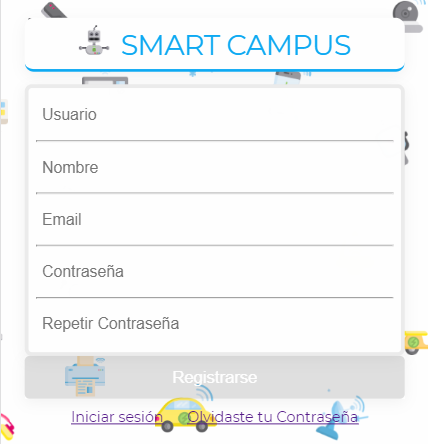 SMART CAMPUS
Usuario
Nombre
Email
Contraseña
Repetir Contraseña
Registrarse
Iniciar sesión Olvidaste tu Contraseña